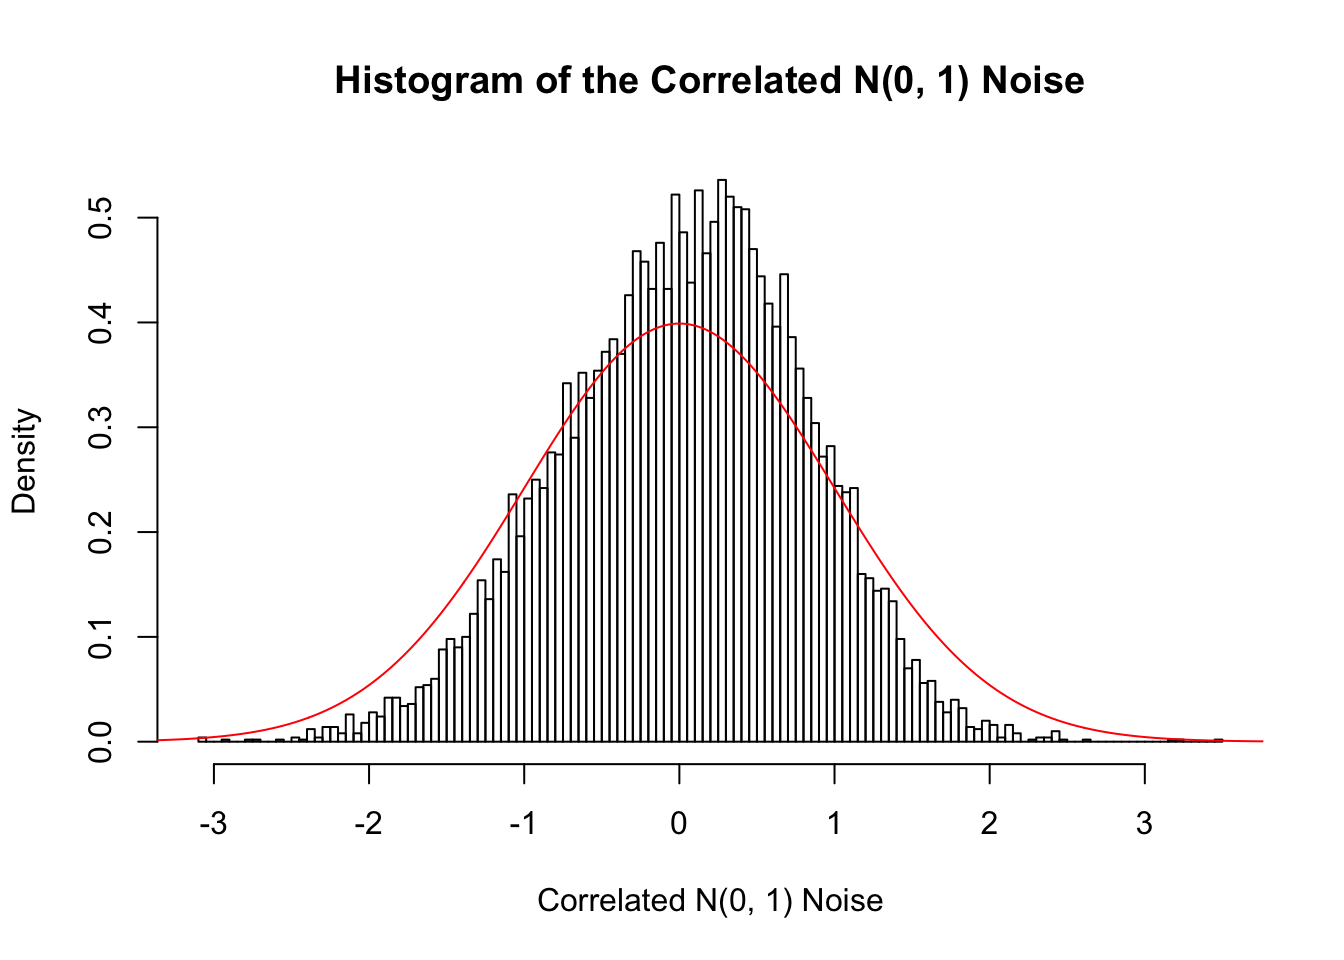 Histogram of the Correlated N(0, 1) Noise
Density
0.5
0.4
0.3
0.2
0.1
0.0
-3 -2 -1 0 1 2 3
Correlated N(0, 1) Noise